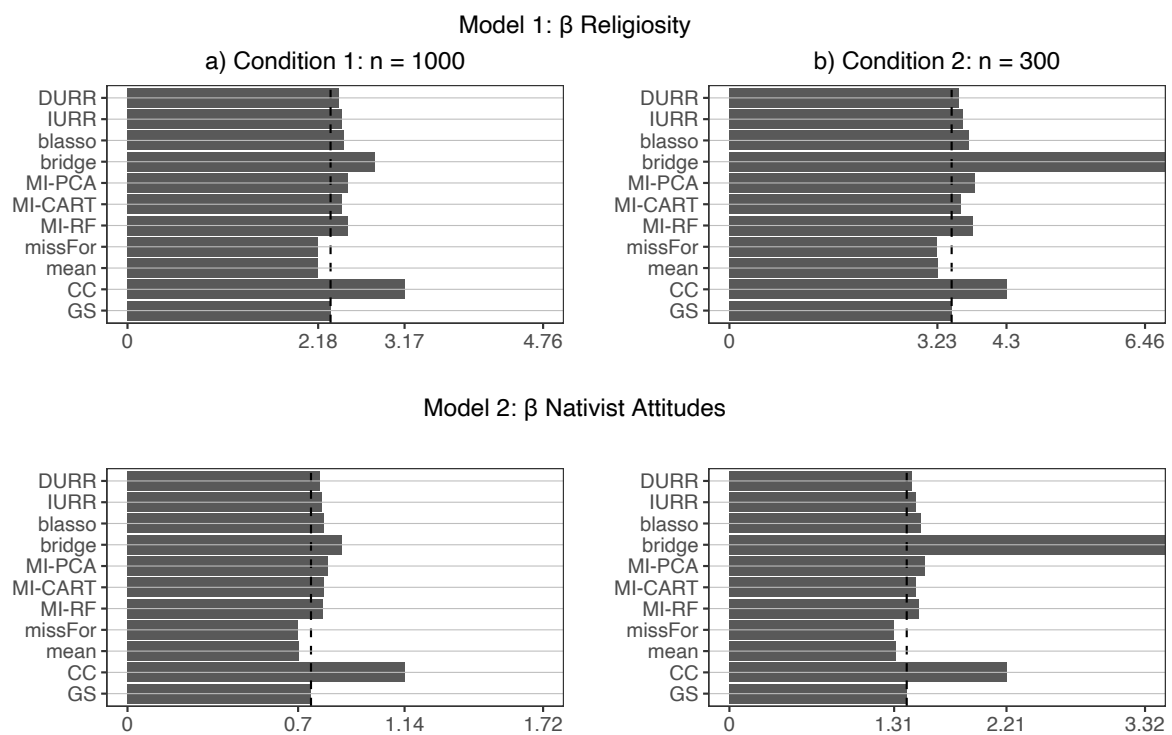 Model 1: β Religiosity
a) Condition 1: n = 1000
b) Condition 2: n = 300
DURR
IURR
blasso
bridge
MI-PCA
MI-CART
MI-RF
missFor
mean
CC
GS
0 2.18 3.17 4.76
DURR
IURR
blasso
bridge
MI-PCA
MI-CART
MI-RF
missFor
mean
CC
GS
0 3.23 4.3 6.46
Model 2: β Nativist Attitudes
DURR
IURR
blasso
bridge
MI-PCA
MI-CART
MI-RF
missFor
mean
CC
GS
0 0.7 1.14 1.72
DURR
IURR
blasso
bridge
MI-PCA
MI-CART
MI-RF
missFor
mean
CC
GS
0 1.31 2.21 3.32